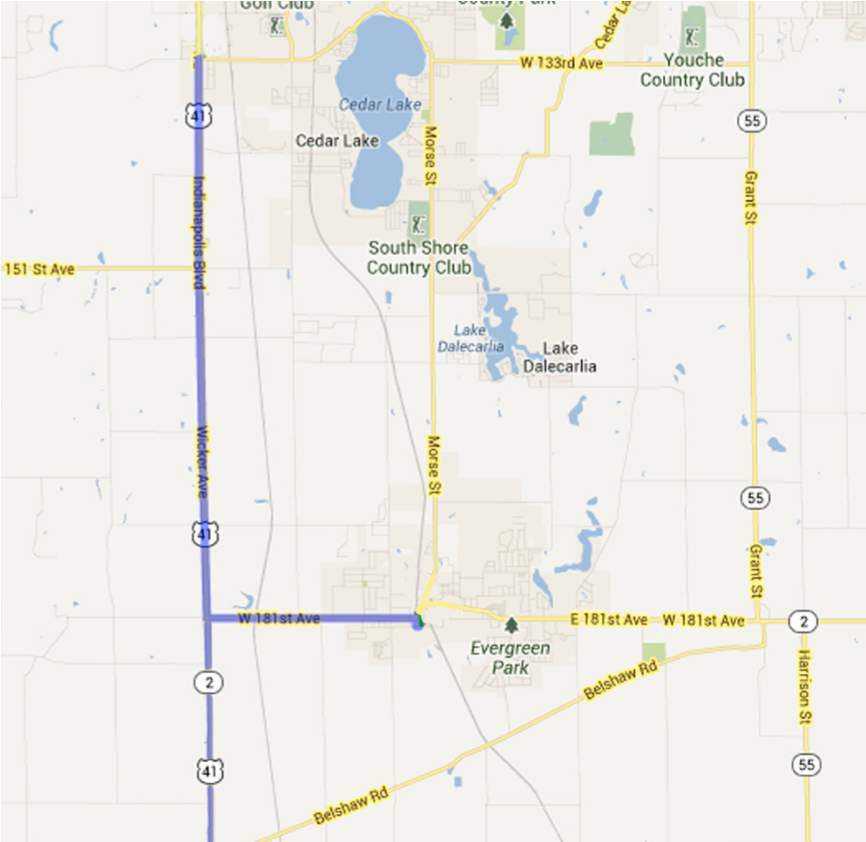 Golf Club
County Park
Cedar La
W 133rd Ave
Youche
Country Club
41
Cedar Lake
Cedar Lake
55
Morse St
Indianapolis Blvd
Grant St
South Shore
Country Club
151 St Ave
Lake
Dalecarlia
Lake
Dalecarlia
Wicker Ave
Morse St
55
41
Grant St
W 181st Ave
E 181st Ave
W 181st Ave
2
Evergreen
Park
Belshaw Rd
2
Harrison St
41
55
Belshaw Rd